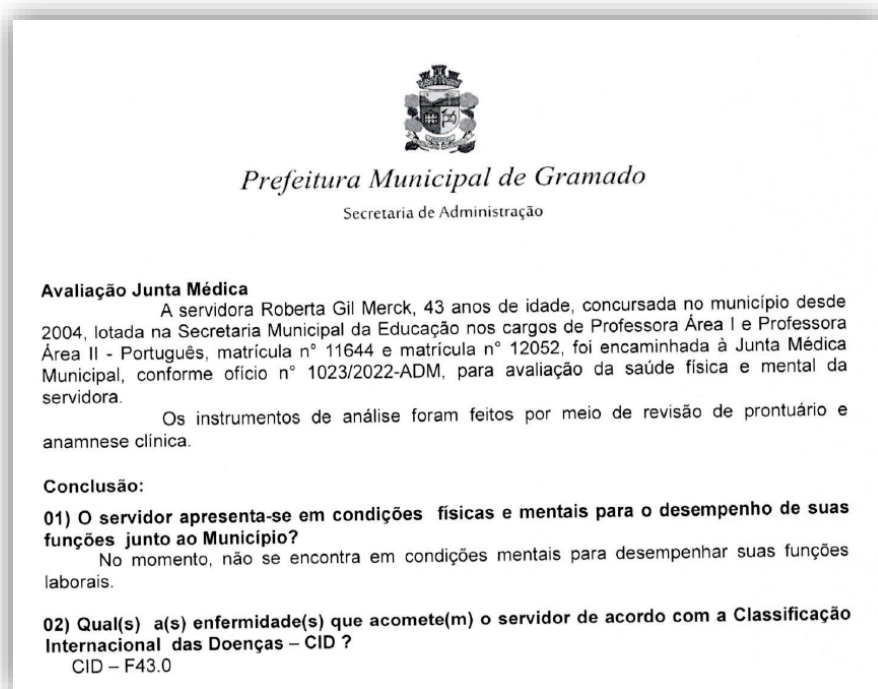 Prefeitura Municipal de Gramado
Secretaria de Administração
Avaliação Junta Médica
A servidora Roberta Gil Merck, 43 anos de idade, concursada no município desde
2004, lotada na Secretaria Municipal da Educação nos cargos de Professora Área I e Professora
Área II - Português, matrícula n° 11644 e matrícula n° 12052, foi encaminhada à Junta Médica
Municipal, conforme ofício n° 1023/2022-ADM, para avaliação da saúde física e mental da
servidora.
Os instrumentos de análise foram feitos por meio de revisão de prontuário e
anamnese clínica.
Conclusão:
01) O servidor apresenta-se em condições físicas e mentais para o desempenho de suas
funções junto ao Município?
No momento, não se encontra em condições mentais para desempenhar suas funções
laborais.
02) Qual(s) a(s) enfermidade(s) que acomete(m) o servidor de acordo com a Classificação
Internacional das Doenças – CID ?
CID – F43.0